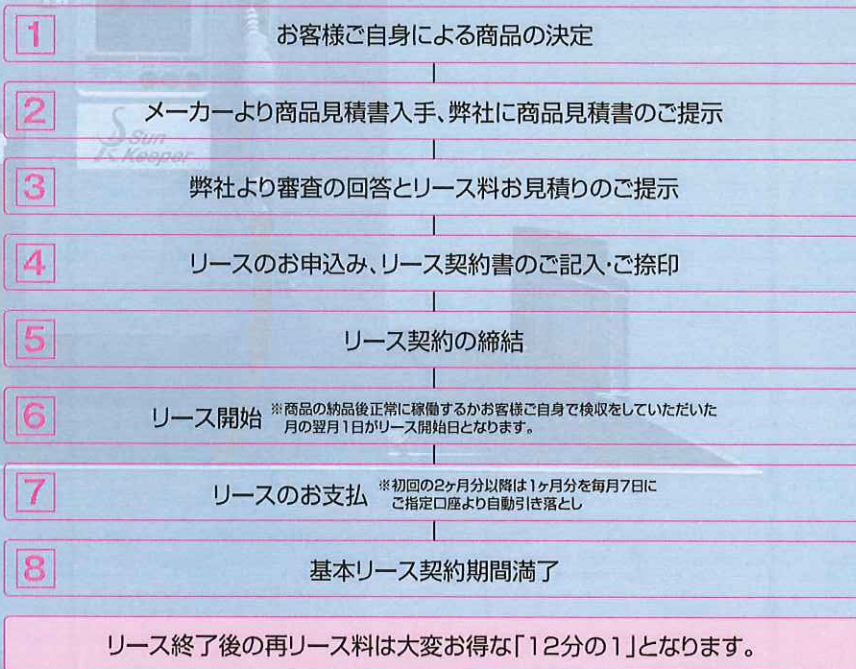 1 お客様ご自身による商品の決定
2 メーカーより商品見積書入手、弊社に商品見積書のご提示
Sun
Keeper
3 弊社より審査の回答とリース料お見積りのご提示
4 リースのお申込み、リース契約書のご記入・ご捺印
5 リース契約の締結
6 リース開始 ※商品の納品後正常に稼働するかお客様ご自身で検収をしていただいた
月の翌月1日がリース開始日となります。
7 リースのお支払 ※初回の2ヶ月分以降は1ヶ月分を毎月7日に
ご指定口座より自動引き落とし
8 基本リース契約期間満了
リース終了後の再リース料は大変お得な「12分の1」となります。